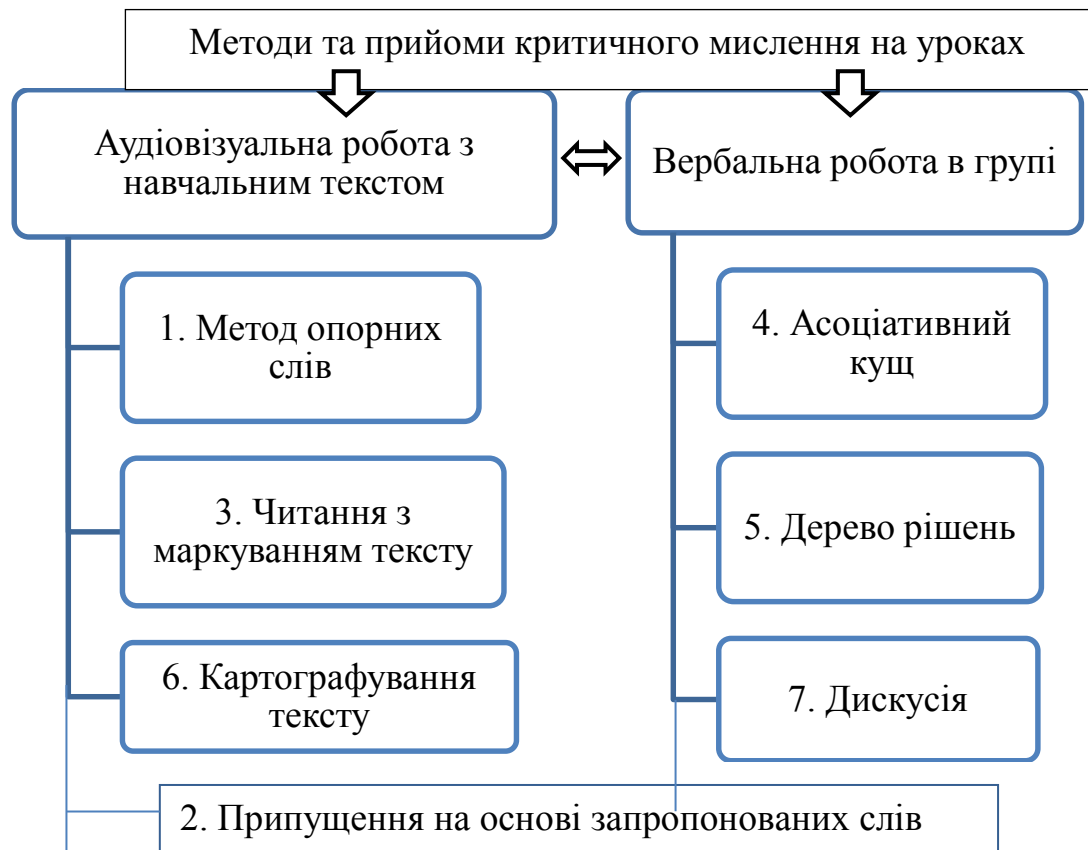 Методи та прийоми критичного мислення на уроках
Аудіовізуальна робота з
навчальним текстом
Вербальна робота в групі
1. Метод опорних
слів
3. Читання з
маркуванням тексту
6. Картографування
тексту
4. Асоціативний
кущ
5. Дерево рішень
7. Дискусія
2. Припущення на основі запропонованих слів